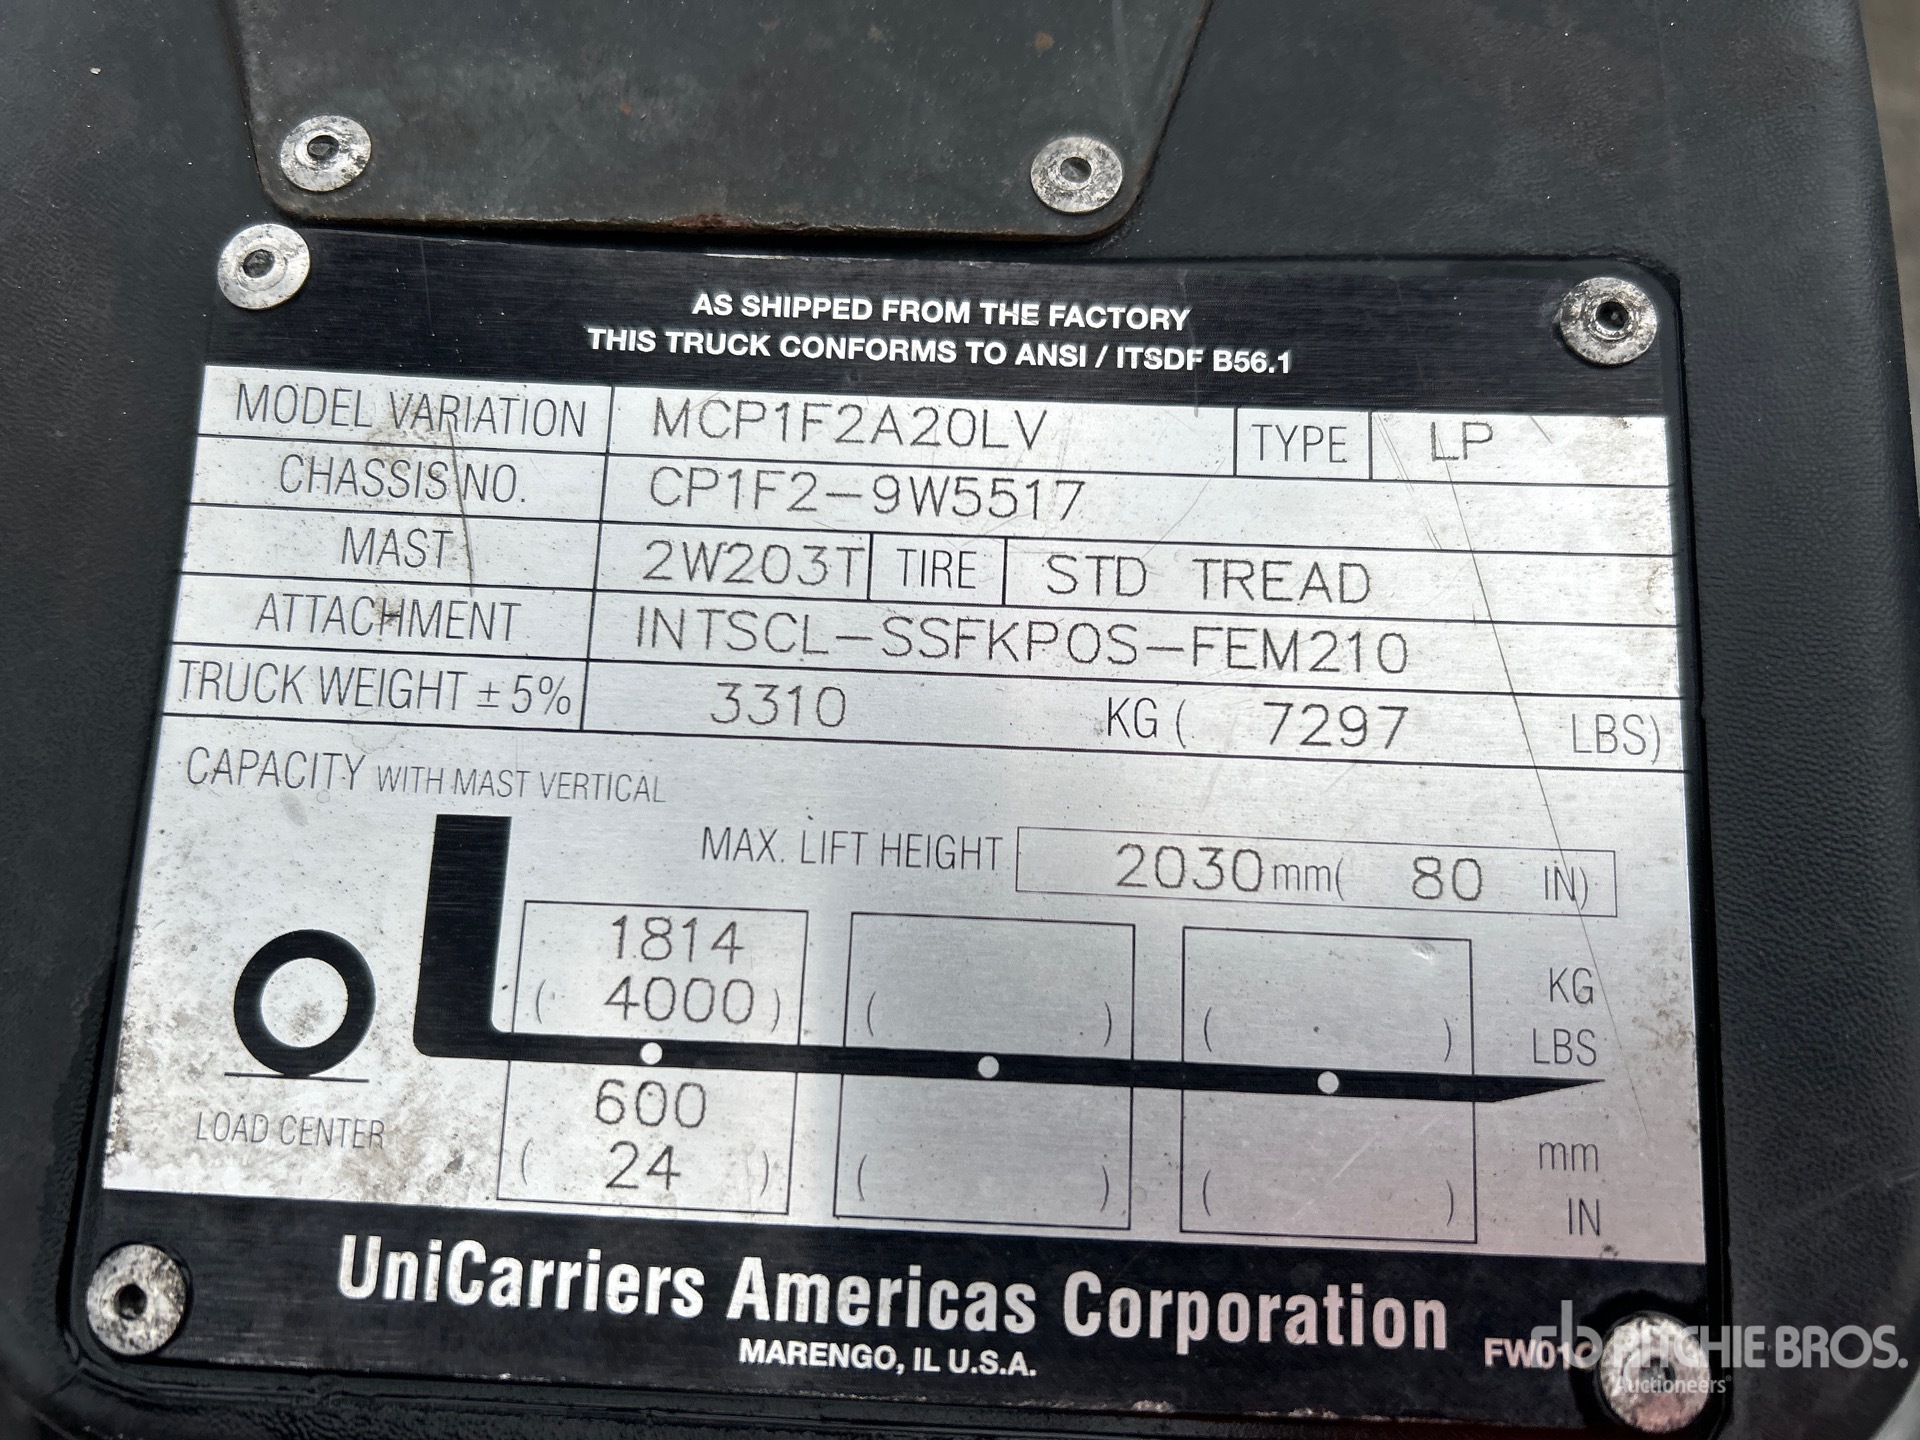 AS SHIPPED FROM THE FACTORY
THIS TRUCK CONFORMS TO ANSI / ITSDF B56.1
MODEL VARIATION MCP1F2A20LV TYPE LP
CHASSIS NO. CP1F2-9W5517
MAST 2W203T TIRE STD TREAD
ATTACHMENT INTSCL-SSFKPOS-FEM210
TRUCK WEIGHT ± 5% 3310 KG ( 7297 LBS)
CAPACITY WITH MAST VERTICAL
MAX. LIFT HEIGHT 2030 mm( 80 IN)
1814 KG
( 4000 ) ( ) ( ) LBS
LOAD CENTER 600 mm
( 24 ) ( ) ( ) IN
UniCarriers Americas Corporation
MARENGO, IL U.S.A.
rb RITCHIE BROS.
Auctioneers